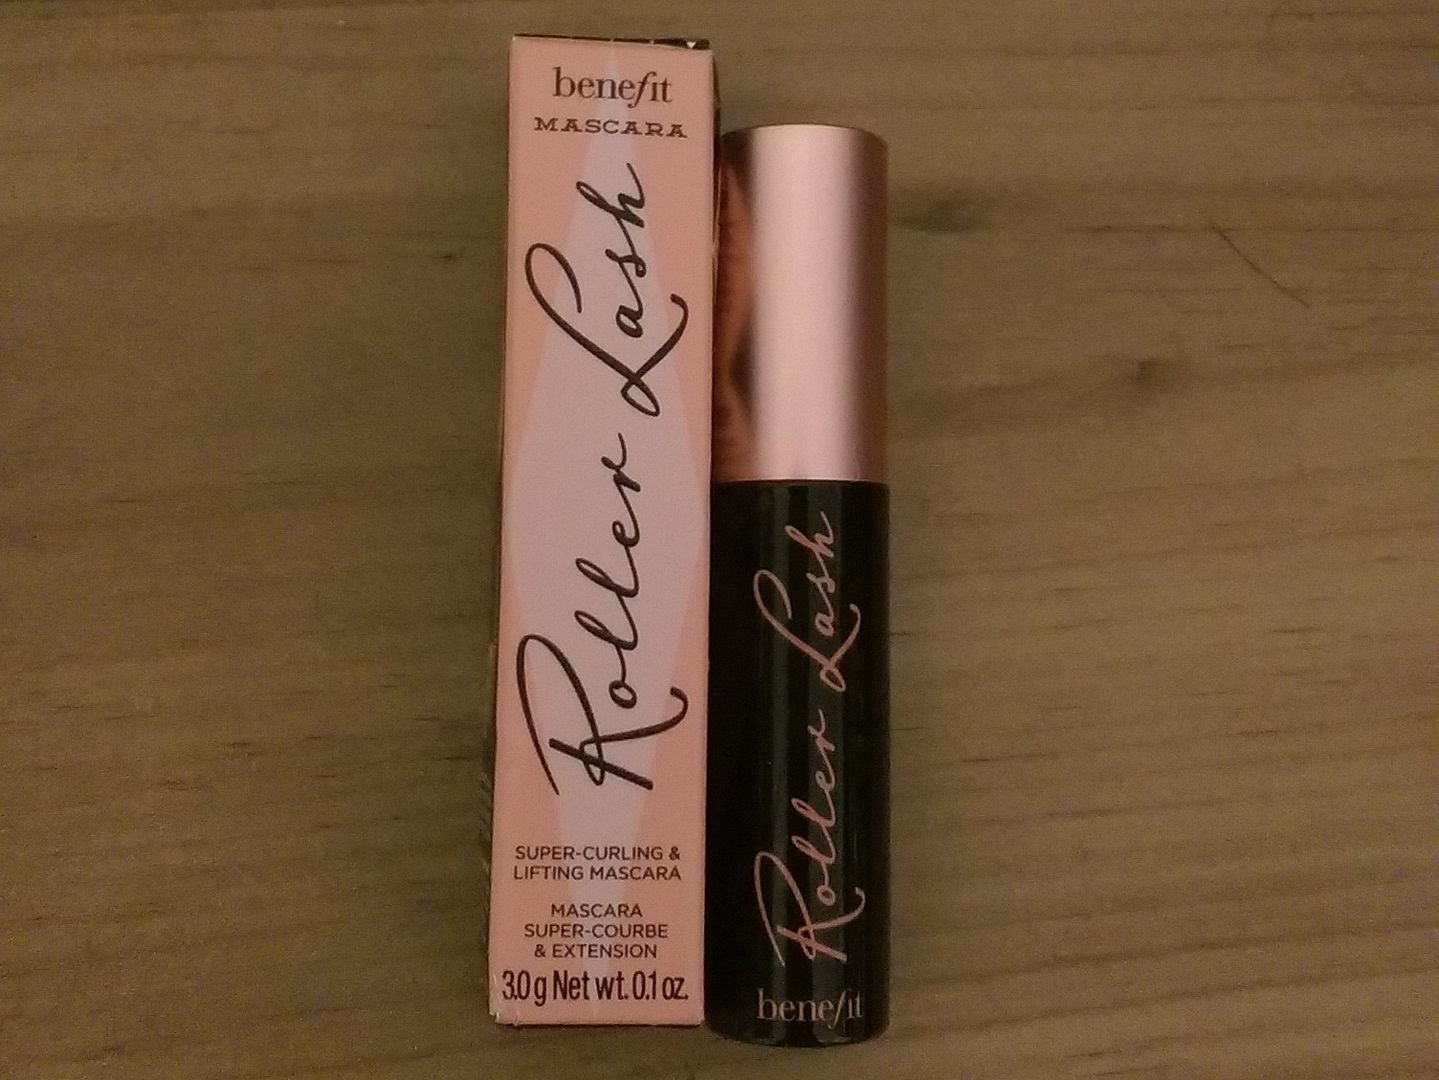 benefit
MASCARA
Roller Lash
SUPER-CURLING &
LIFTING MASCARA
MASCARA
SUPER-COURBE
& EXTENSION
3.0 g Net wt. 0.1 oz.
Roller Lash
benefit